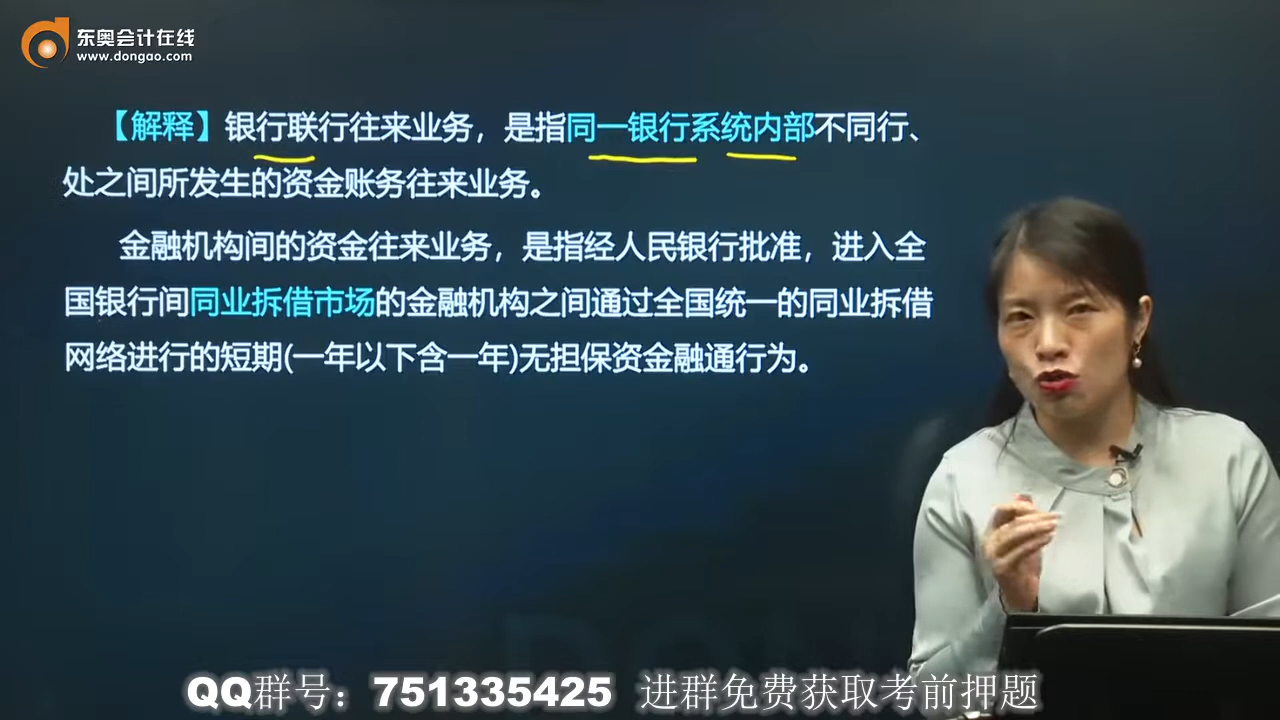 东奥会计在线
www.dongao.com
【解释】银行联行往来业务，是指同一银行系统内部不同行、
处之间所发生的资金账务往来业务。
金融机构间的资金往来业务，是指经人民银行批准，进入全
国银行间同业拆借市场的金融机构之间通过全国统一的同业拆借
网络进行的短期(一年以下含一年)无担保资金融通行为。
QQ群号：751335425 进群免费获取考前押题